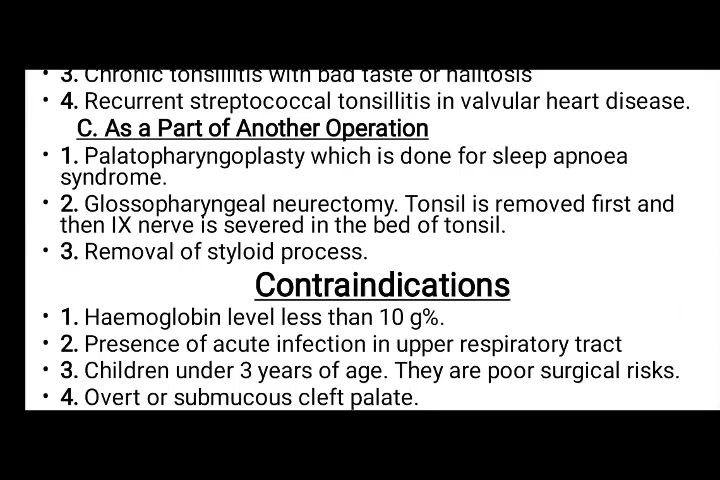 • 3. Chronic tonsillitis with bad taste or halitosis
• 4. Recurrent streptococcal tonsillitis in valvular heart disease.
C. As a Part of Another Operation
• 1. Palatopharyngoplasty which is done for sleep apnoea
syndrome.
• 2. Glossopharyngeal neurectomy. Tonsil is removed first and
then IX nerve is severed in the bed of tonsil.
• 3. Removal of styloid process.
Contraindications
• 1. Haemoglobin level less than 10 g%.
• 2. Presence of acute infection in upper respiratory tract
• 3. Children under 3 years of age. They are poor surgical risks.
• 4. Overt or submucous cleft palate.